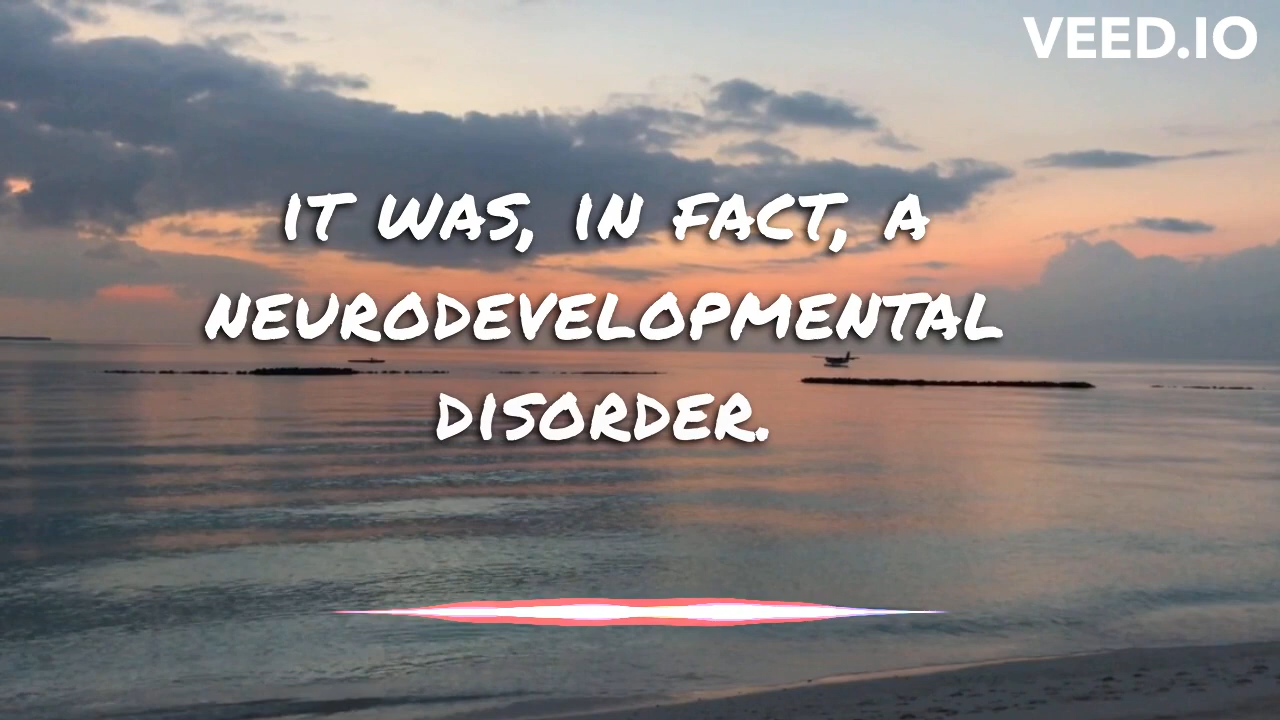 VEED.IO
IT WAS, IN FACT, A
NEURODEVELOPMENTAL
DISORDER.